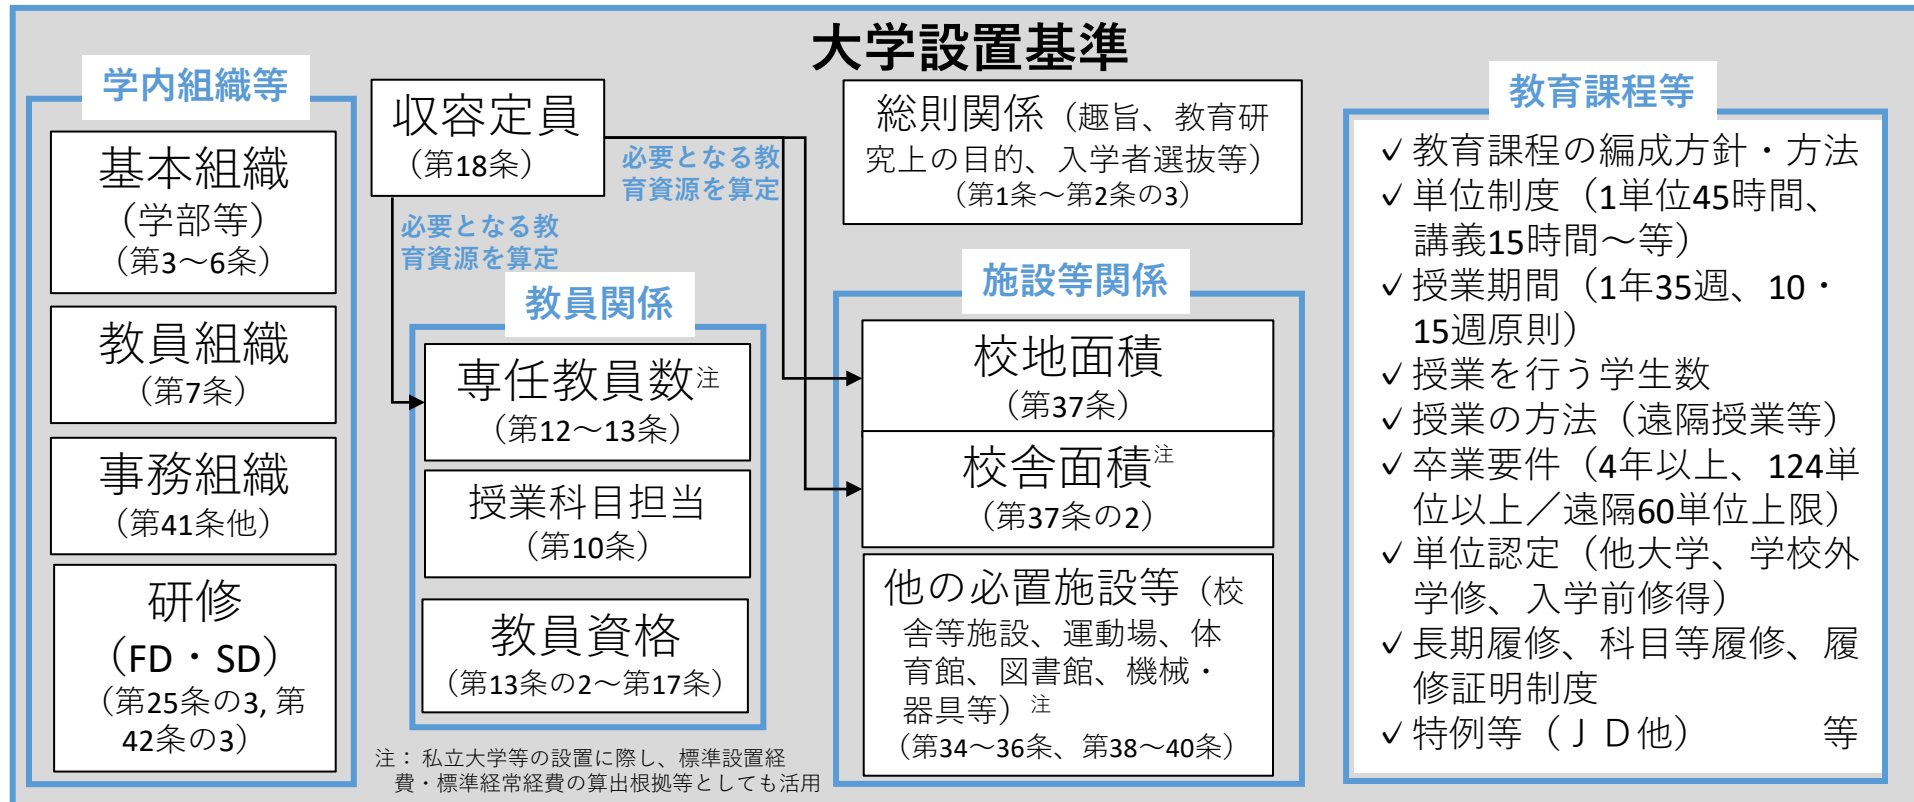 大学設置基準
学内組織等
基本組織
（学部等）
（第3～6条）
教員組織
（第7条）
事務組織
（第41条他）
研修
（FD・SD）
（第25条の3, 第
42条の3）
収容定員
（第18条）
必要となる教
育資源を算定
必要となる教
育資源を算定
教員関係
専任教員数注
（第12～13条）
授業科目担当
（第10条）
教員資格
（第13条の2～第17条）
注： 私立大学等の設置に際し、標準設置経
費・標準経常経費の算出根拠等としても活用
総則関係（趣旨、教育研
究上の目的、入学者選抜等）
（第1条～第2条の3）
施設等関係
校地面積
（第37条）
校舎面積注
（第37条の2）
他の必置施設等（校
舎等施設、運動場、体
育館、図書館、機械・
器具等）注
（第34～36条、第38～40条）
教育課程等
✓教育課程の編成方針・方法
✓単位制度（1単位45時間、
講義15時間～等）
✓授業期間（1年35週、10・
15週原則）
✓授業を行う学生数
✓授業の方法（遠隔授業等）
✓卒業要件（4年以上、124単
位以上／遠隔60単位上限）
✓単位認定（他大学、学校外
学修、入学前修得）
✓長期履修、科目等履修、履
修証明制度
✓特例等（ＪＤ他） 等